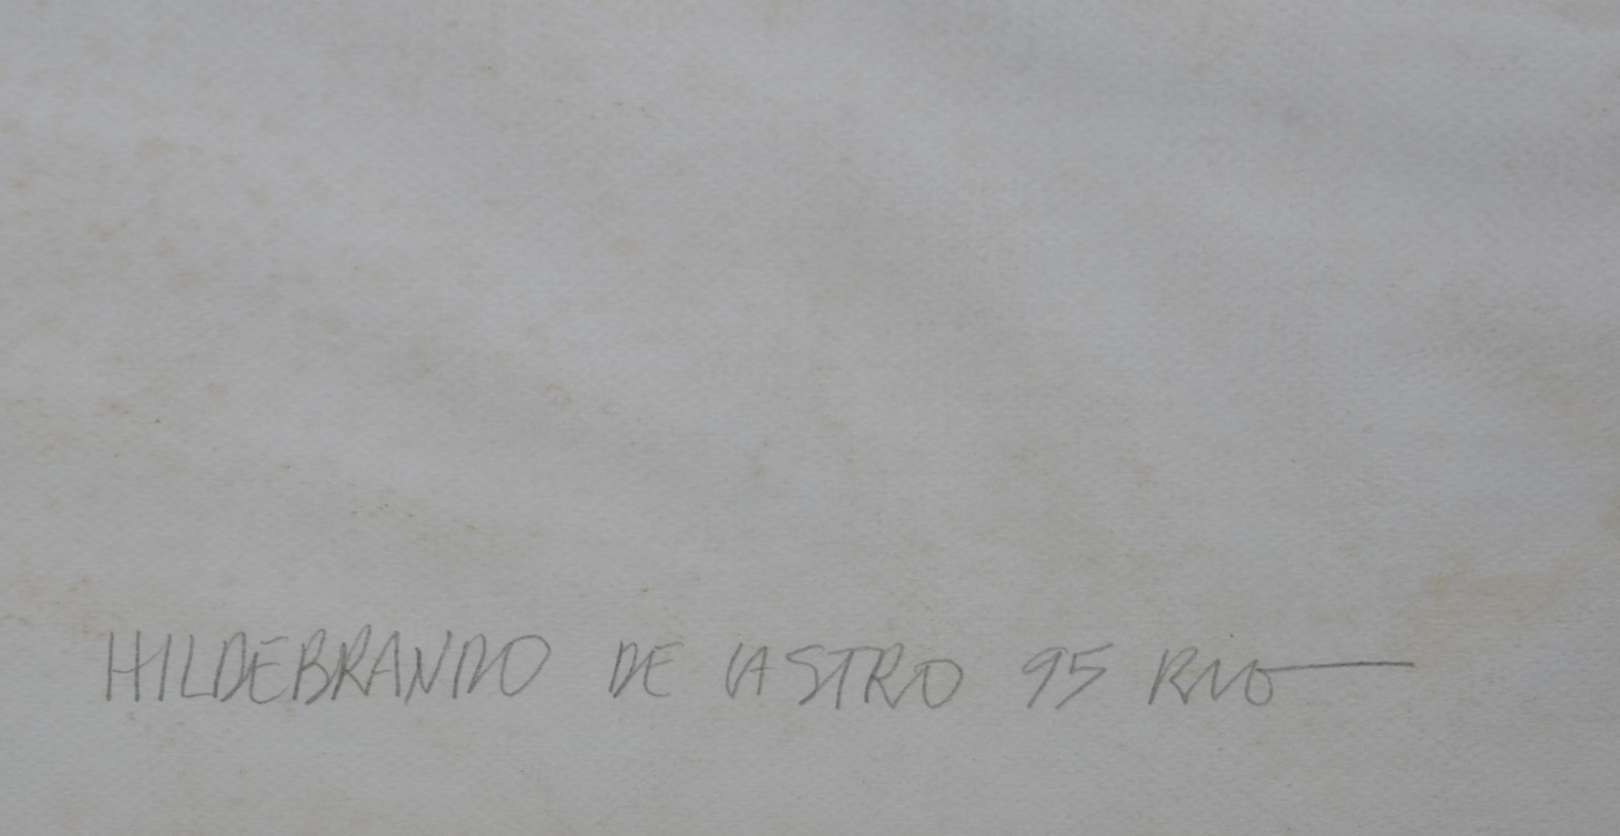 HILDEBRANDO DE CASTRO 95 RIO